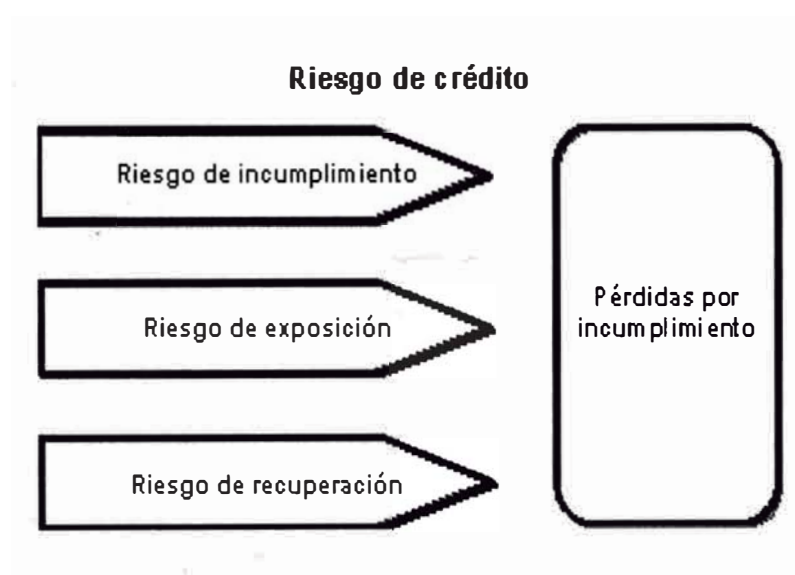 Riesgo de crédito
Riesgo de incumplimiento
Riesgo de exposición
Pérdidas por
incumplimiento
Riesgo de recuperación